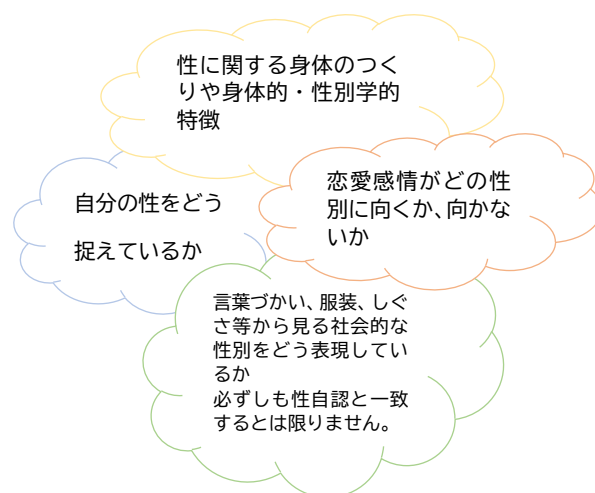 性に関する身体のつく
りや身体的・性別学的
特徴
自分の性をどう
捉えているか
恋愛感情がどの性
別に向くか、向かな
いか
言葉づかい、服装、しぐ
さ等から見る社会的な
性別をどう表現してい
るか
必ずしも性自認と一致
するとは限りません。